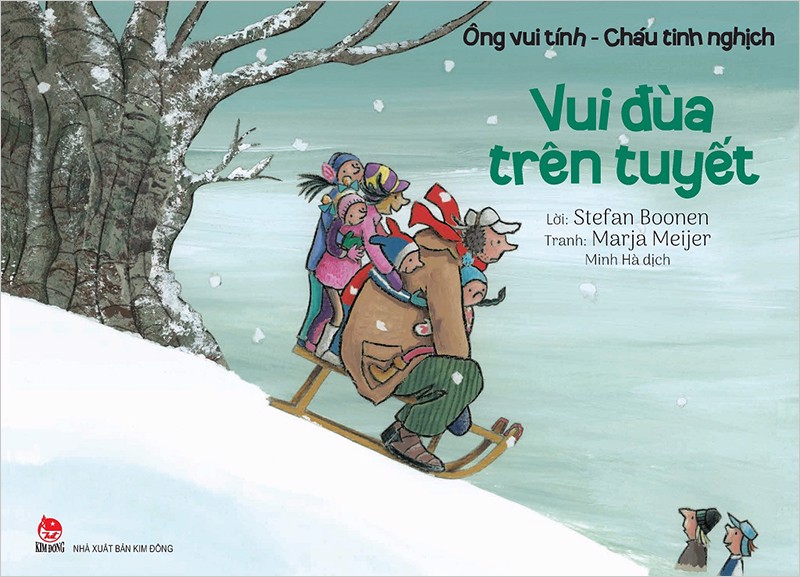 Ông vui tính - Cháu tinh nghịch
Vui đùa
trên tuyết
Lời: Stefan Boonen
Tranh: Marja Meijer
Minh Hà dịch
KIM ĐỒNG
NHÀ XUẤT BẢN KIM ĐỒNG